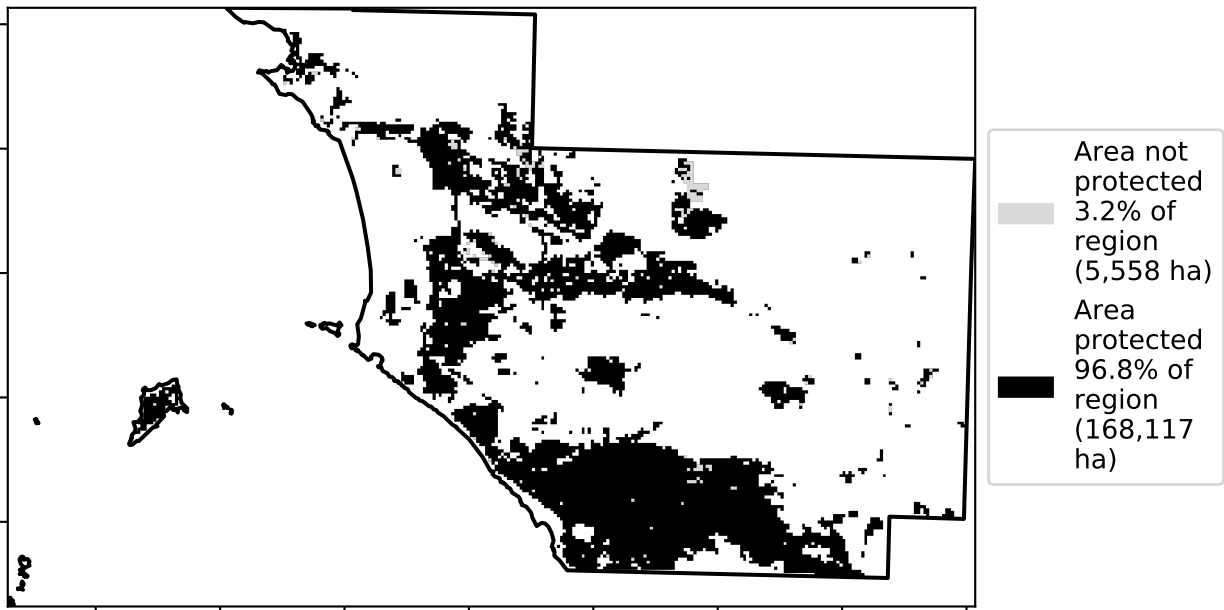 Area not
protected
3.2% of
region
(5,558 ha)
Area
protected
96.8% of
region
(168,117
ha)